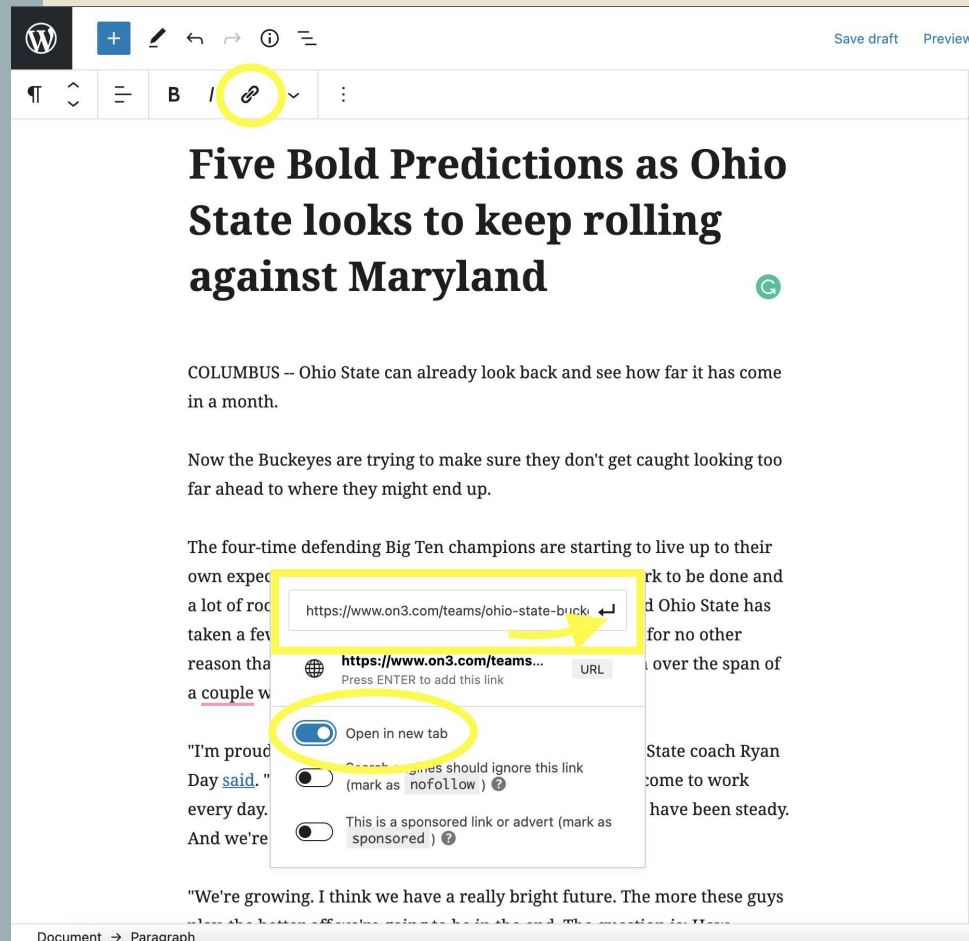 Save draft Preview
B I
Five Bold Predictions as Ohio
State looks to keep rolling
against Maryland
COLUMBUS -- Ohio State can already look back and see how far it has come
in a month.
Now the Buckeyes are trying to make sure they don't get caught looking too
far ahead to where they might end up.
The four-time defending Big Ten champions are starting to live up to their
own expec rk to be done and
a lot of roo d Ohio State has
taken a few for no other
reason tha over the span of
a couple w
https://www.on3.com/teams/ohio-state-bucke
https://www.on3.com/teams...
Press ENTER to add this link
URL
Open in new tab
Search engines should ignore this link
(mark as nofollow )
This is a sponsored link or advert (mark as
sponsored )
"I'm proud State coach Ryan
Day said. " come to work
every day. have been steady.
And we're
"We're growing. I think we have a really bright future. The more these guys
Document → Paragraph